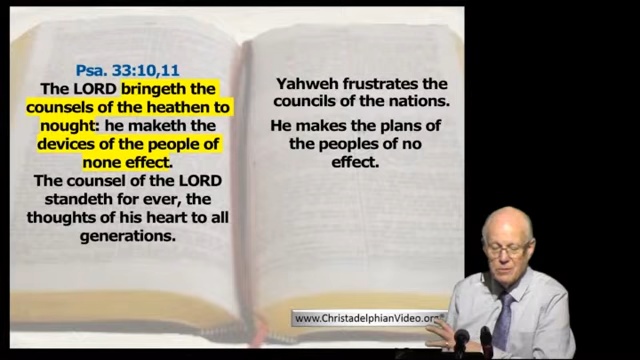 Psa. 33:10,11
The LORD bringeth the
counsels of the heathen to
nought: he maketh the
devices of the people of
none effect.
The counsel of the LORD
standeth for ever, the
thoughts of his heart to all
generations.
Yahweh frustrates the
councils of the nations.
He makes the plans of
the peoples of no
effect.
www.ChristadelphianVideo.org